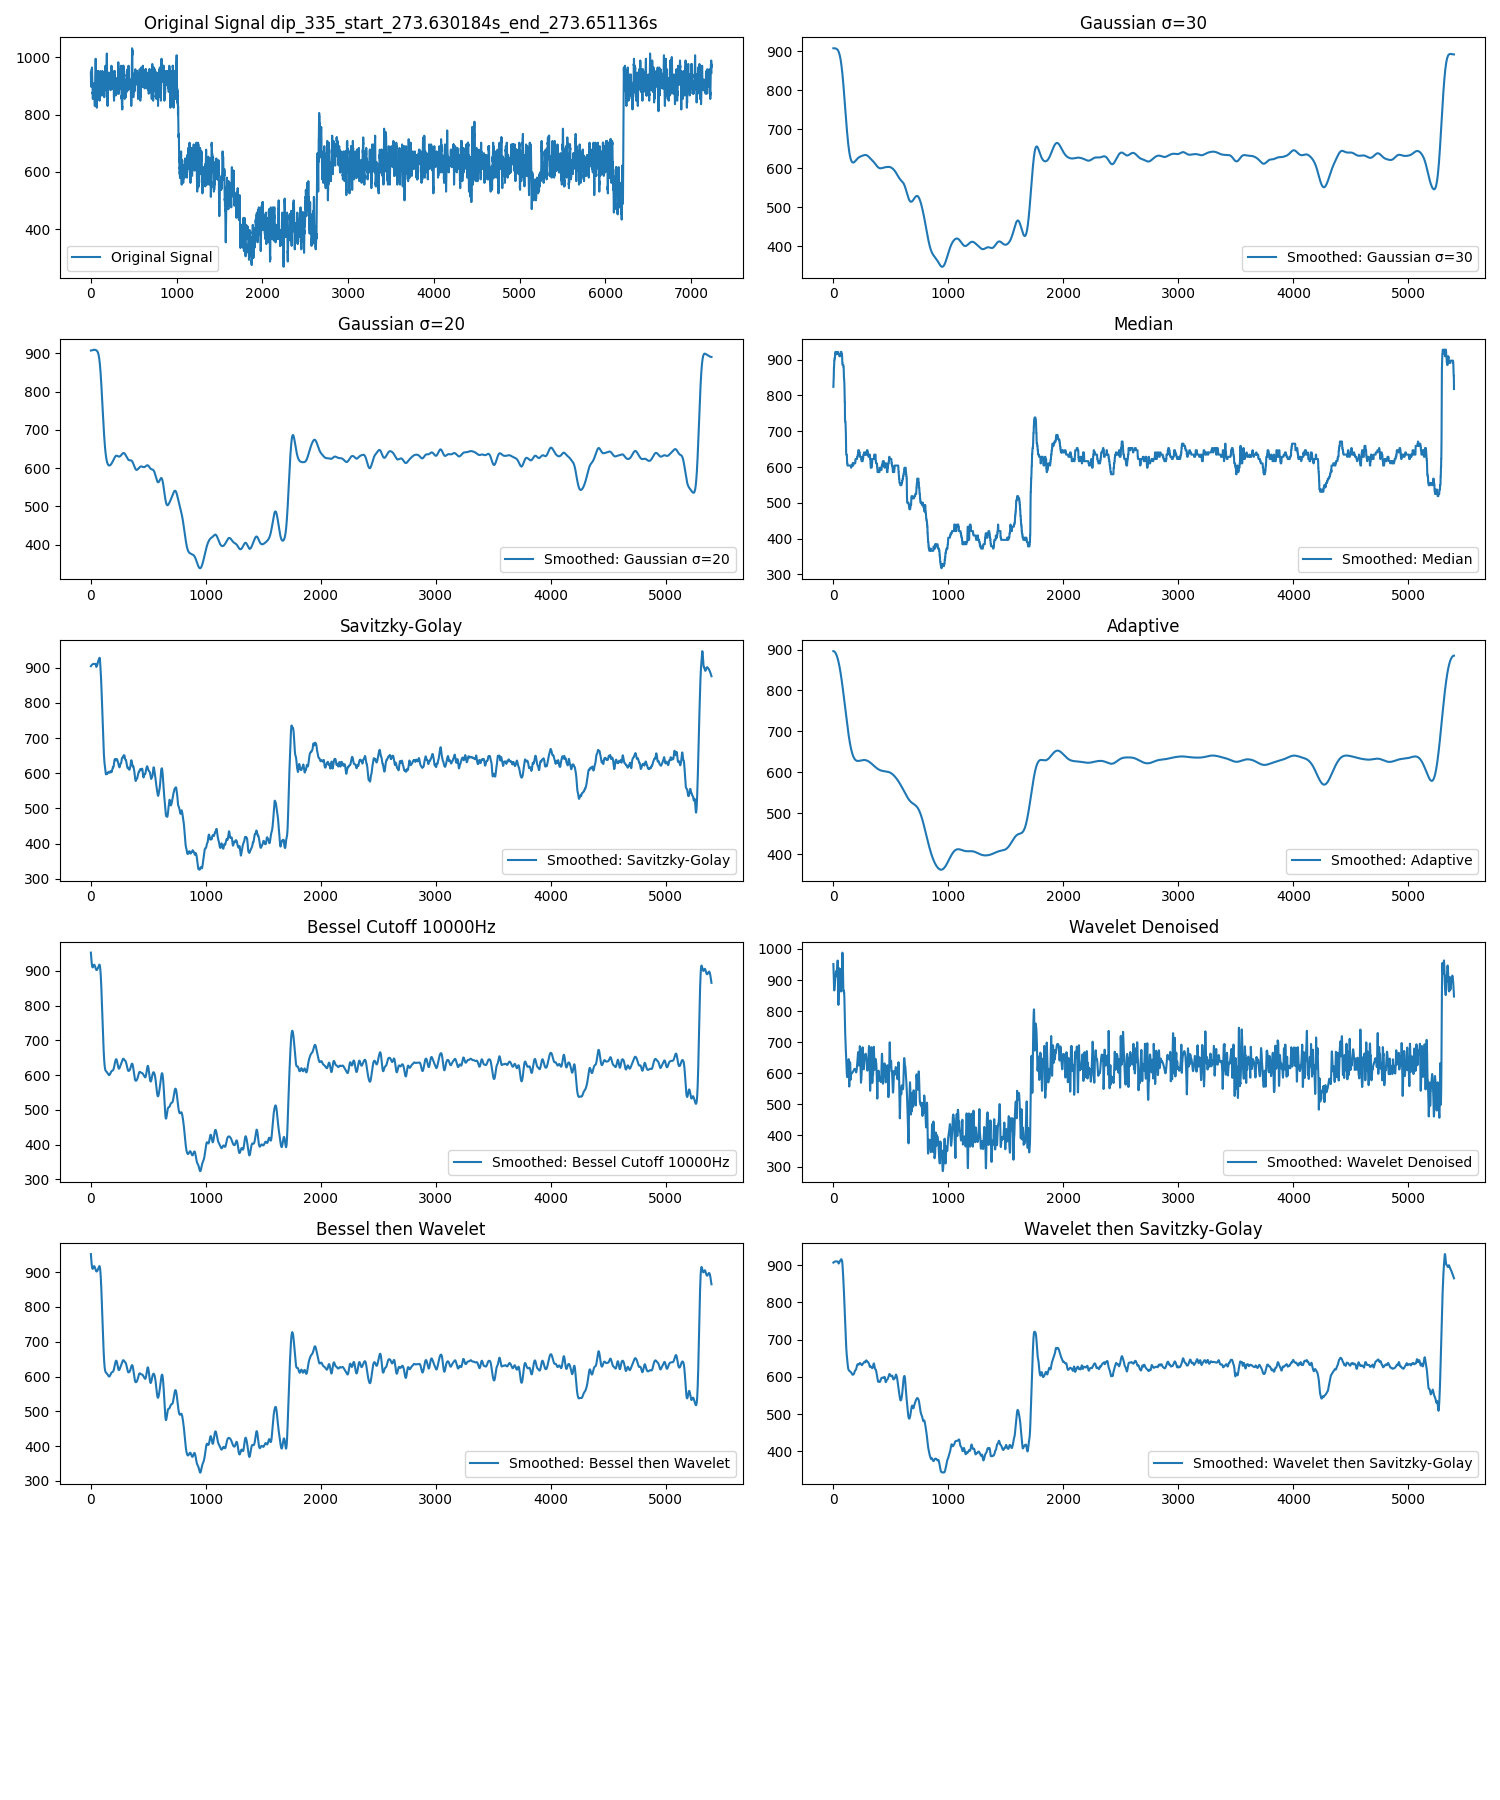 Original Signal dip_335_start_273.630184s_end_273.651136s
1000
800
600
400
Original Signal
0 1000 2000 3000 4000 5000 6000 7000
Gaussian σ=30
900
800
700
600
500
400
Smoothed: Gaussian σ=30
0 1000 2000 3000 4000 5000
Gaussian σ=20
900
800
700
600
500
400
Smoothed: Gaussian σ=20
0 1000 2000 3000 4000 5000
Median
900
800
700
600
500
400
300
Smoothed: Median
0 1000 2000 3000 4000 5000
Savitzky-Golay
900
800
700
600
500
400
300
Smoothed: Savitzky-Golay
0 1000 2000 3000 4000 5000
Adaptive
900
800
700
600
500
400
Smoothed: Adaptive
0 1000 2000 3000 4000 5000
Bessel Cutoff 10000Hz
900
800
700
600
500
400
300
Smoothed: Bessel Cutoff 10000Hz
0 1000 2000 3000 4000 5000
Wavelet Denoised
1000
900
800
700
600
500
400
300
Smoothed: Wavelet Denoised
0 1000 2000 3000 4000 5000
Bessel then Wavelet
900
800
700
600
500
400
300
Smoothed: Bessel then Wavelet
0 1000 2000 3000 4000 5000
Wavelet then Savitzky-Golay
900
800
700
600
500
400
Smoothed: Wavelet then Savitzky-Golay
0 1000 2000 3000 4000 5000